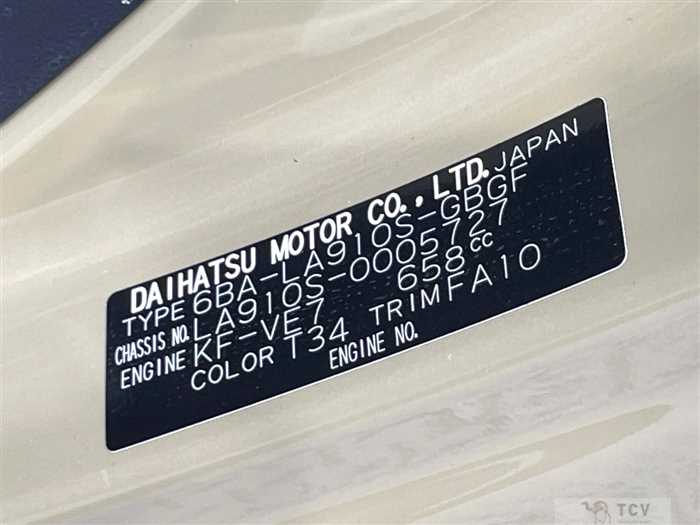 DAIHATSU MOTOR CO., LTD. JAPAN
TYPE 6BA-LA910S-GBGF
CHASSIS NO. LA910S-0005727
ENGINE KF-VE7 658cc
COLOR T34 TRIM FA10
ENGINE NO.
TCV